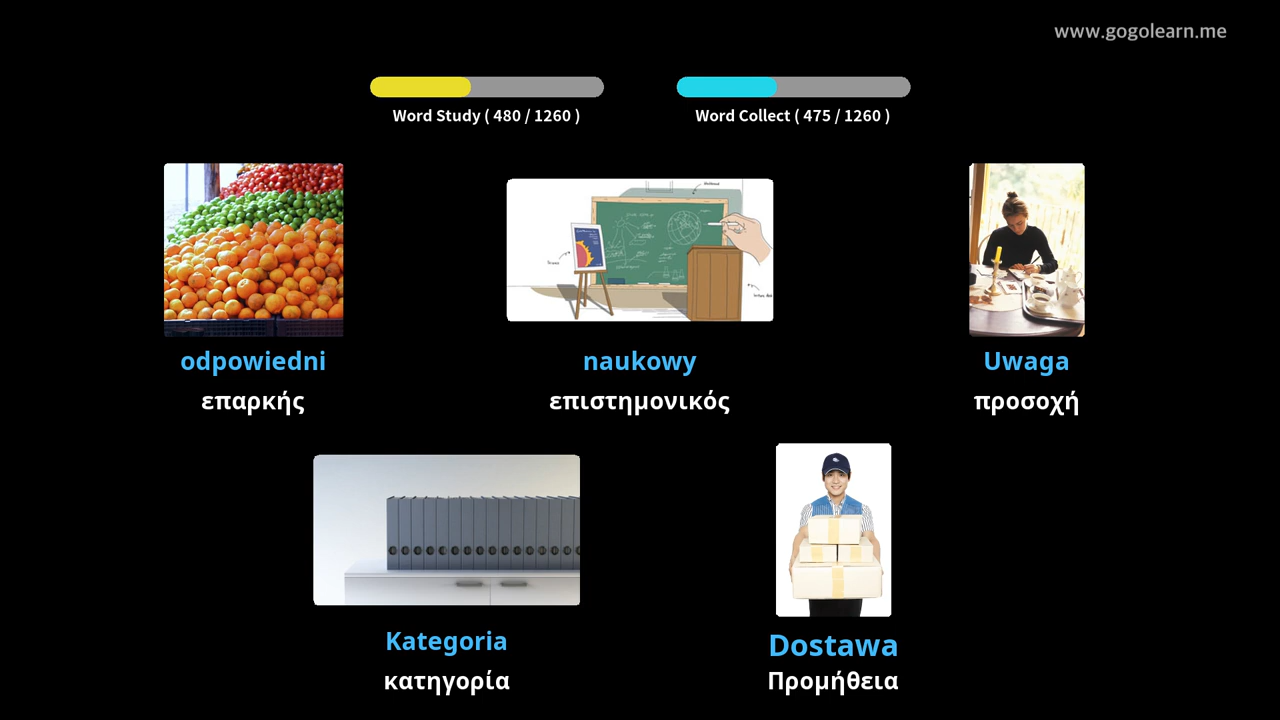 www.gogolearn.me
Word Study ( 480 / 1260 )
Word Collect ( 475 / 1260 )
odpowiedni
επαρκής
naukowy
επιστημονικός
Uwaga
προσοχή
Kategoria
κατηγορία
Dostawa
Προμήθεια